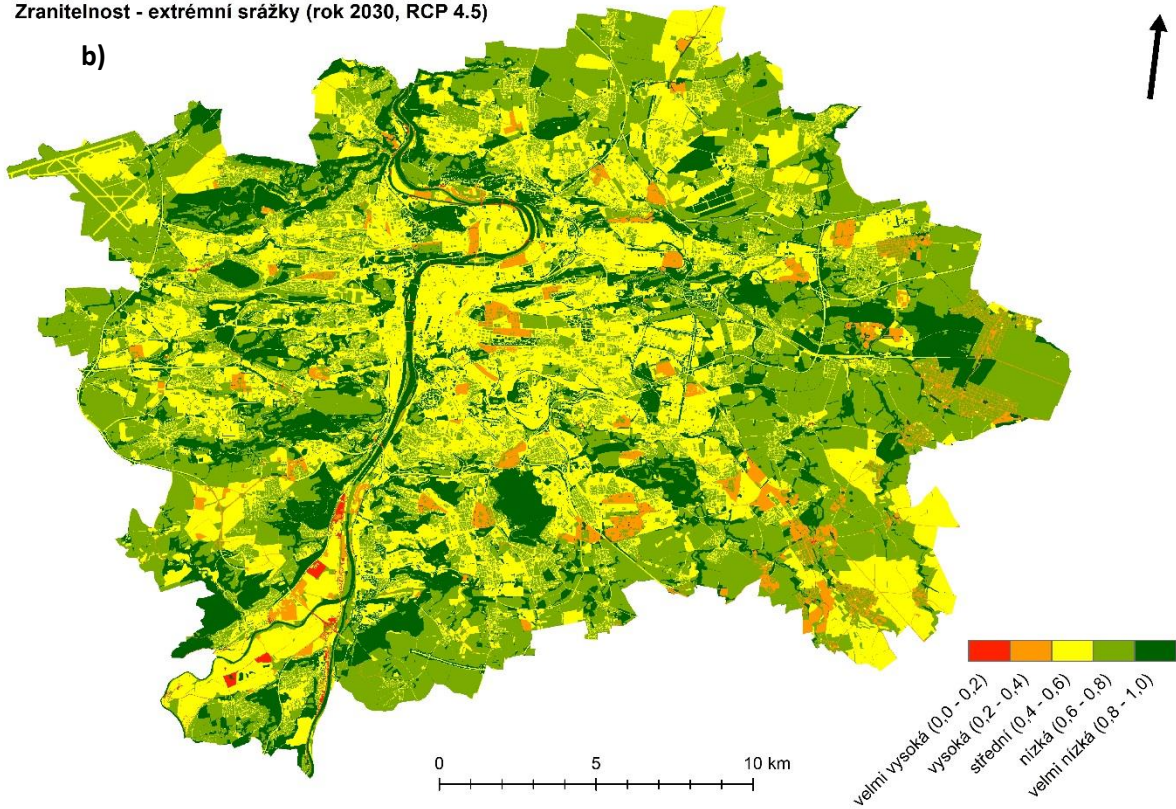 Zranitelnost - extrémní srážky (rok 2030, RCP 4.5)
b)
velmi vysoká (0,0 - 0,2)
vysoká (0,2 - 0,4)
střední (0,4 - 0,6)
nízká (0,6 - 0,8)
velmi nízká (0,8 - 1,0)
0 5 10 km